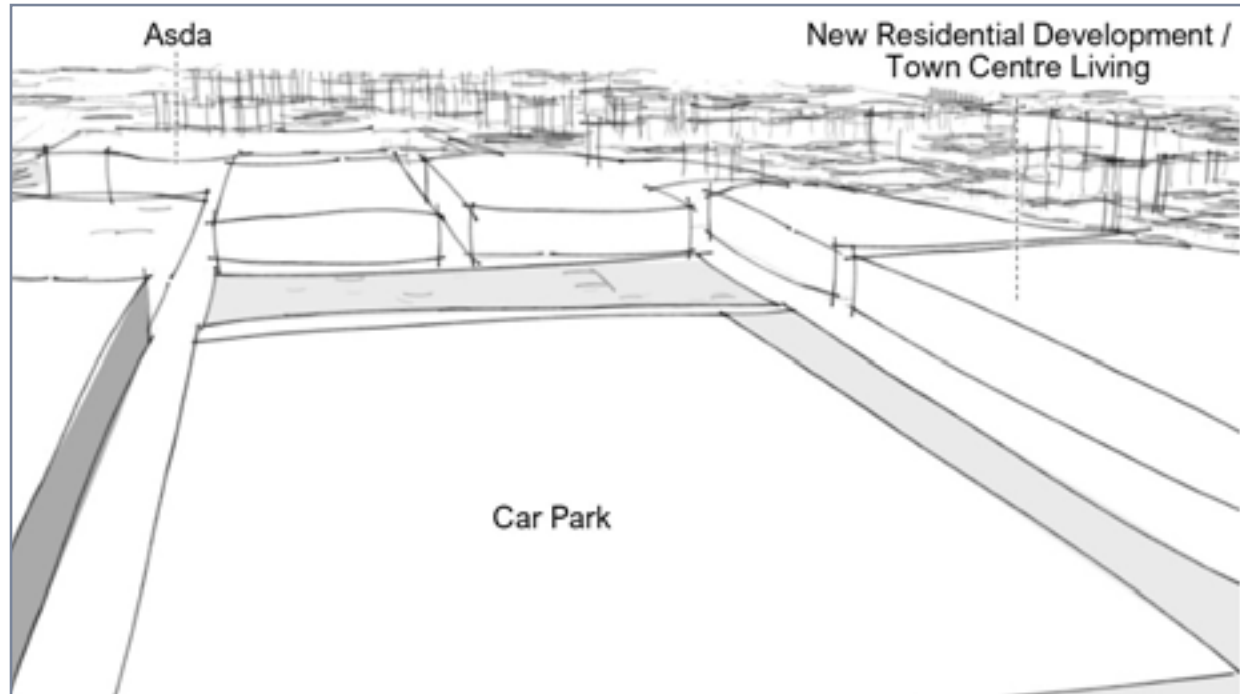 Asda
New Residential Development /
Town Centre Living
Car Park